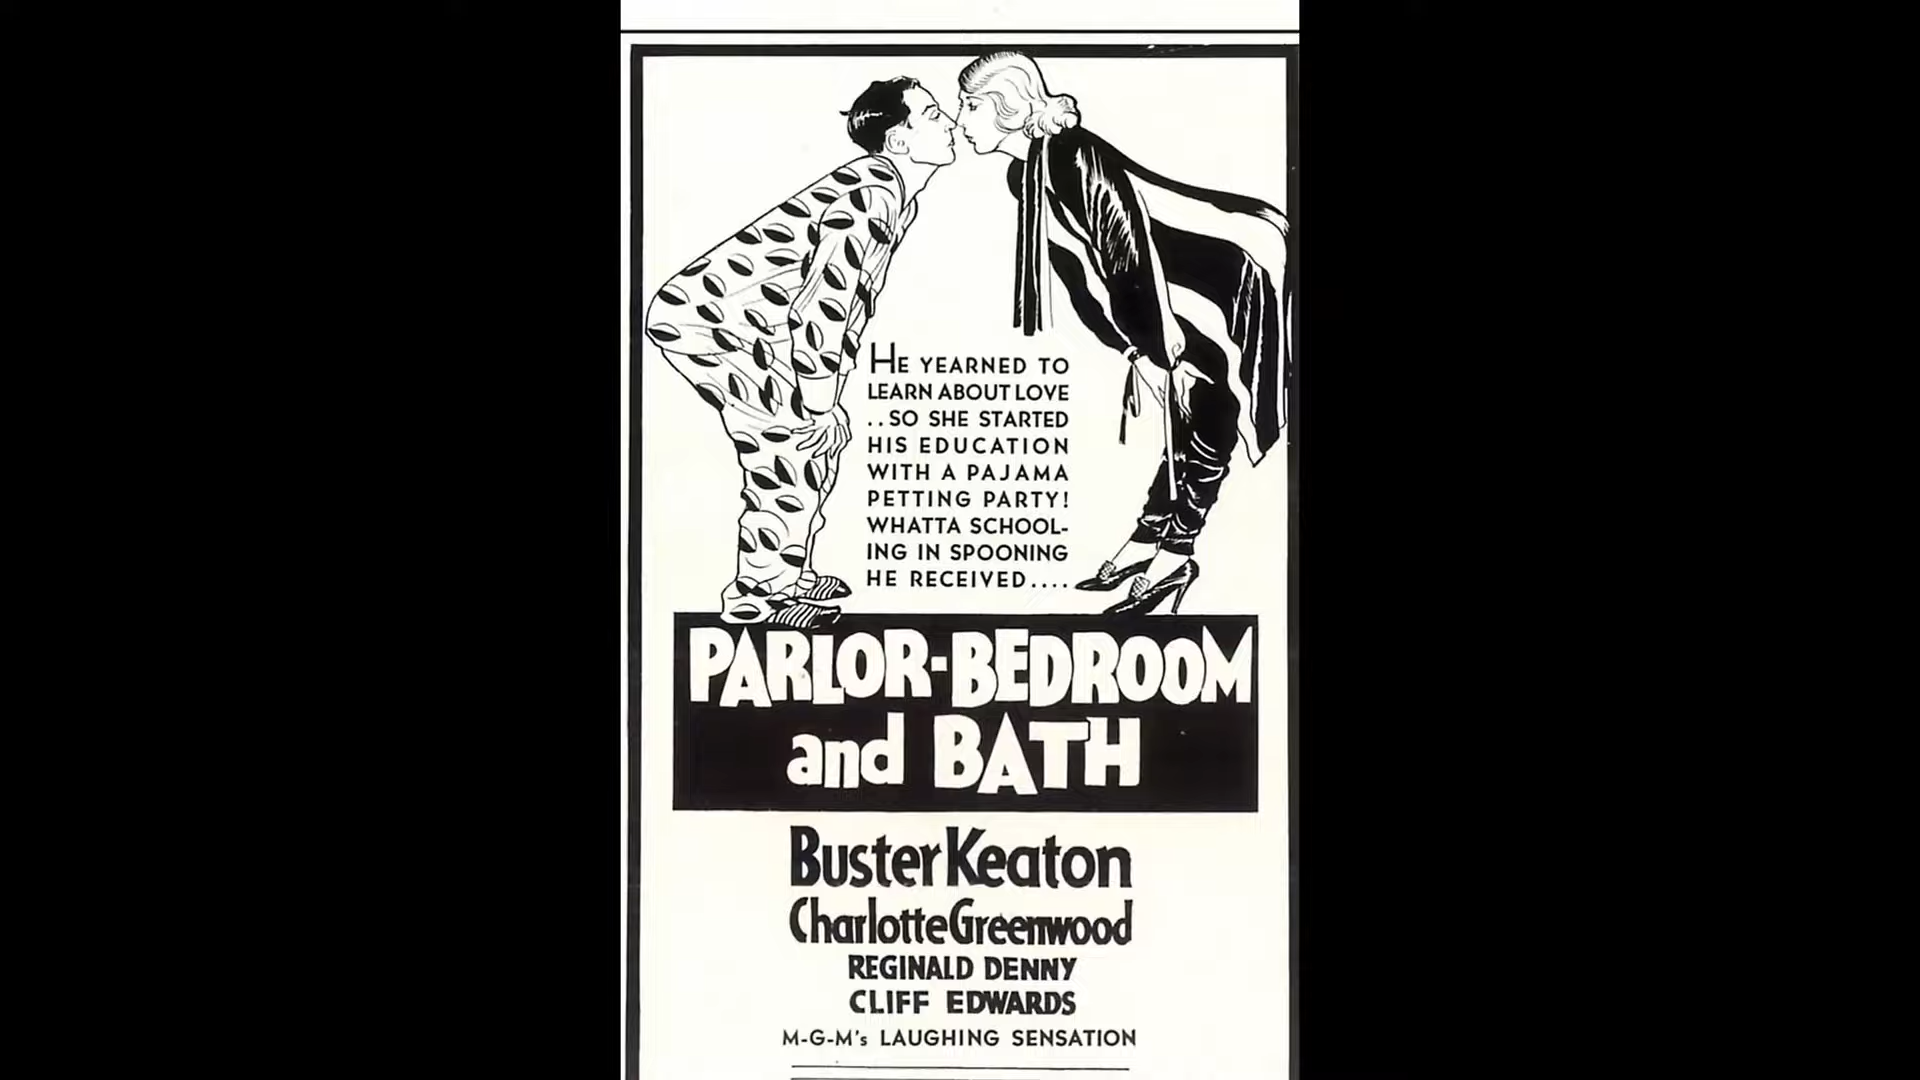 HE YEARNED TO
LEARN ABOUT LOVE
..SO SHE STARTED
HIS EDUCATION
WITH A PAJAMA
PETTING PARTY!
WHATTA SCHOOL-
ING IN SPOONING
HE RECEIVED....
PARLOR-BEDROOM
and BATH
Buster Keaton
Charlotte Greenwood
REGINALD DENNY
CLIFF EDWARDS
M-G-M's LAUGHING SENSATION